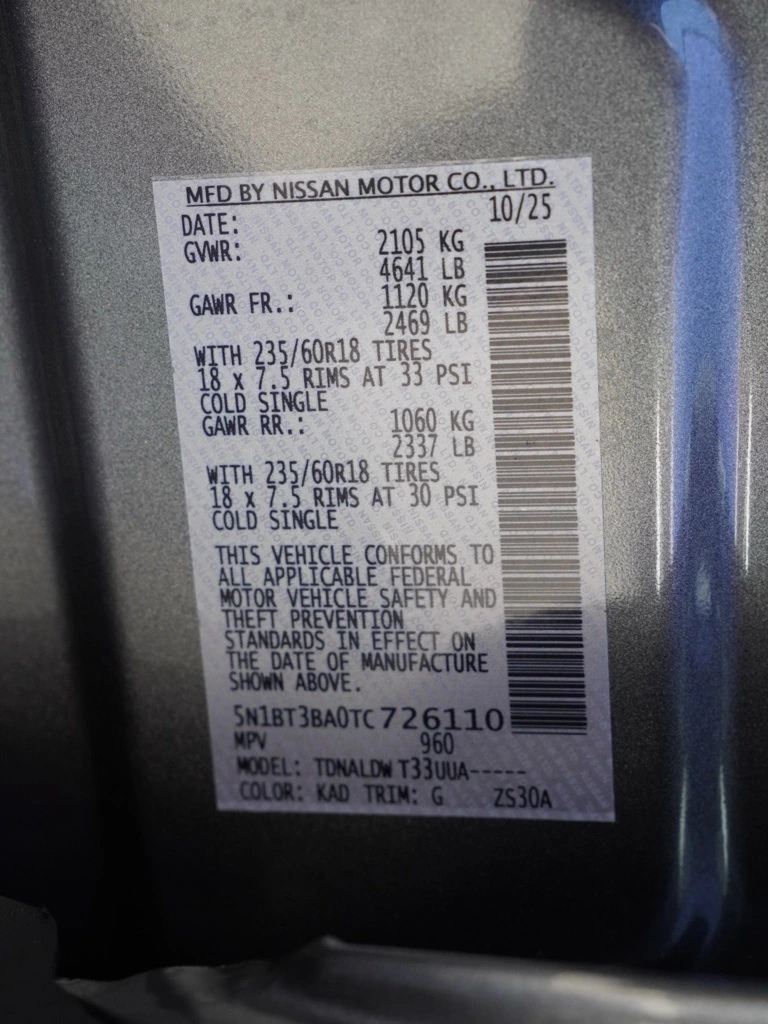 MFD BY NISSAN MOTOR CO., LTD.
DATE: 10/25
GVWR: 2105 KG
4641 LB
GAWR FR.: 1120 KG
2469 LB
WITH 235/60R18 TIRES
18 x 7.5 RIMS AT 33 PSI
COLD SINGLE
GAWR RR.: 1060 KG
2337 LB
WITH 235/60R18 TIRES
18 x 7.5 RIMS AT 30 PSI
COLD SINGLE
THIS VEHICLE CONFORMS TO
ALL APPLICABLE FEDERAL
MOTOR VEHICLE SAFETY AND
THEFT PREVENTION
STANDARDS IN EFFECT ON
THE DATE OF MANUFACTURE
SHOWN ABOVE.
5N1BT3BA0TC726110
MPV 960
MODEL: TDNALDW T33UUA-----
COLOR: KAD TRIM: G ZS30A